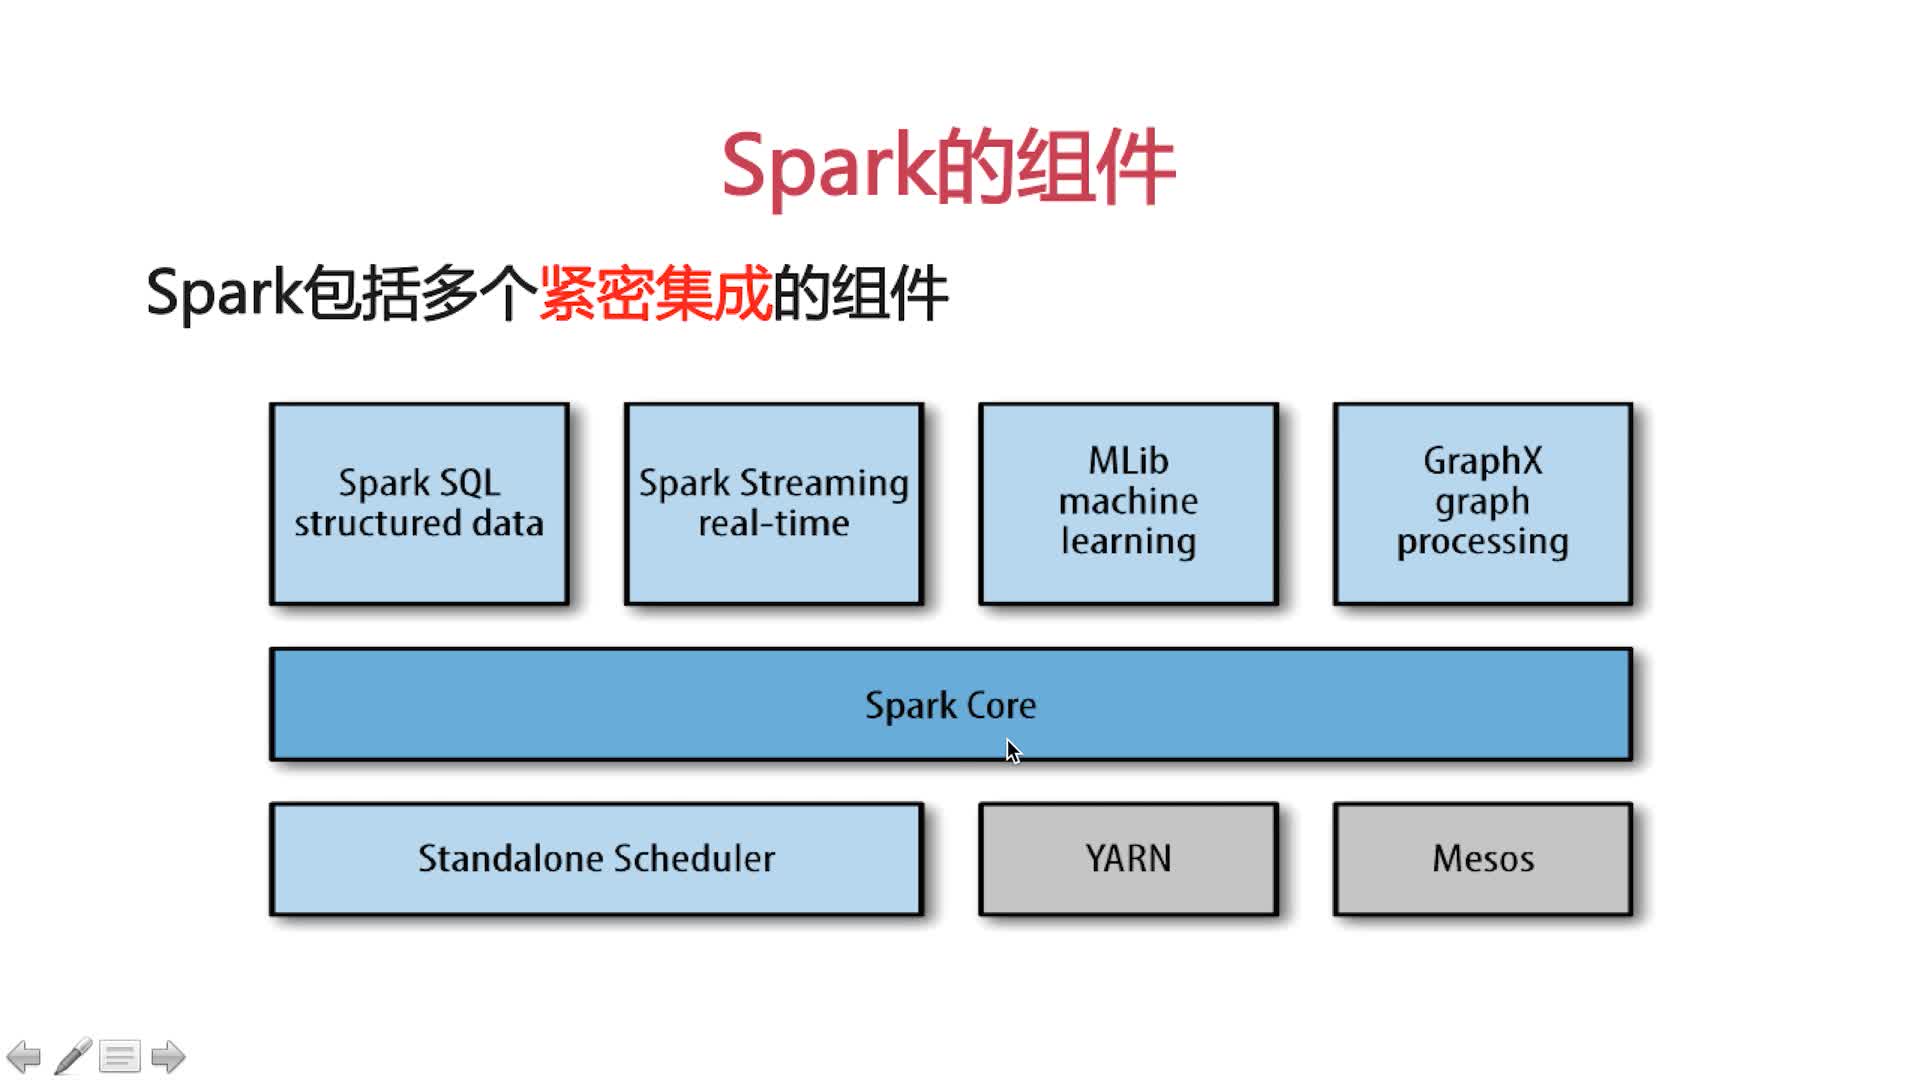 Spark的组件
Spark包括多个紧密集成的组件
Spark SQL
structured data
Spark Streaming
real-time
MLib
machine
learning
GraphX
graph
processing
Spark Core
Standalone Scheduler
YARN
Mesos